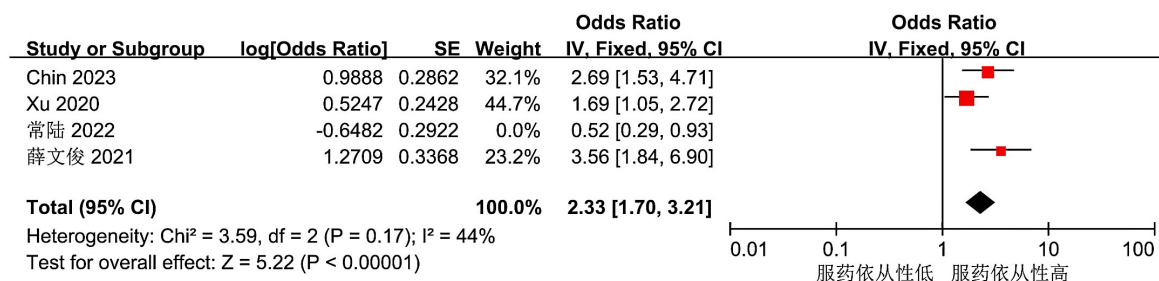 Odds Ratio Odds Ratio
Study or Subgroup log[Odds Ratio] SE Weight IV, Fixed, 95% CI IV, Fixed, 95% CI
Chin 2023 0.9888 0.2862 32.1% 2.69 [1.53, 4.71]
Xu 2020 0.5247 0.2428 44.7% 1.69 [1.05, 2.72]
常陆 2022 -0.6482 0.2922 0.0% 0.52 [0.29, 0.93]
薛文俊 2021 1.2709 0.3368 23.2% 3.56 [1.84, 6.90]
Total (95% CI) 100.0% 2.33 [1.70, 3.21]
Heterogeneity: Chi² = 3.59, df = 2 (P = 0.17); I² = 44%
Test for overall effect: Z = 5.22 (P < 0.00001)
0.01 0.1 1 10 100
服药依从性低 服药依从性高